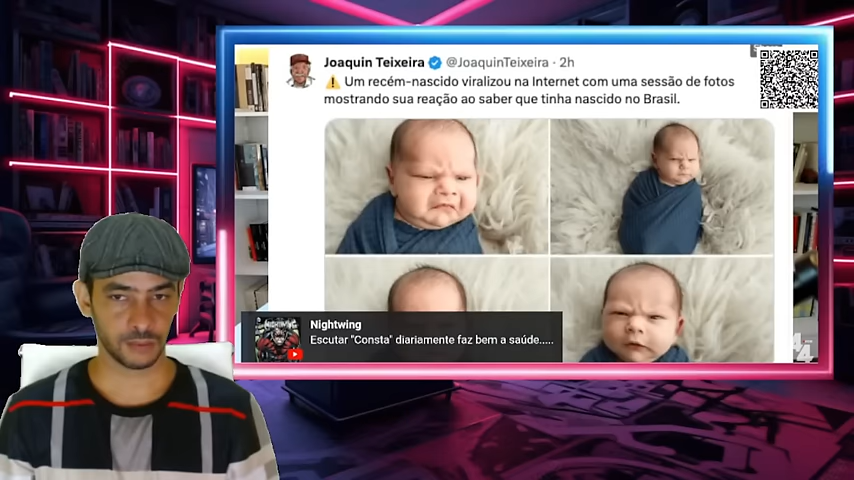 Joaquin Teixeira @JoaquinTeixeira · 2h
⚠️ Um recém-nascido viralizou na Internet com uma sessão de fotos
mostrando sua reação ao saber que tinha nascido no Brasil.
NIGHTWING
Nightwing
Escutar "Consta" diariamente faz bem a saúde.....